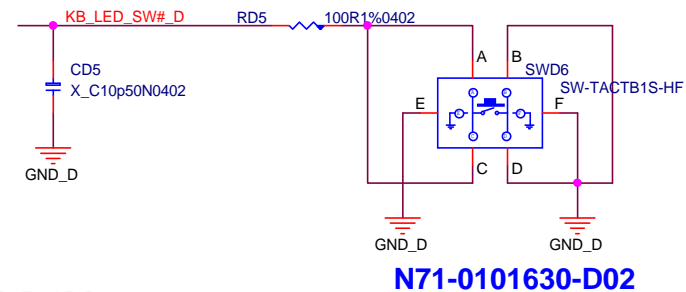 KB_LED_SW#_D
RD5
100R1%0402
A
B
CD5
X_C10p50N0402
SWD6
SW-TACTB1S-HF
E
F
C
D
GND_D
GND_D
GND_D
N71-0101630-D02